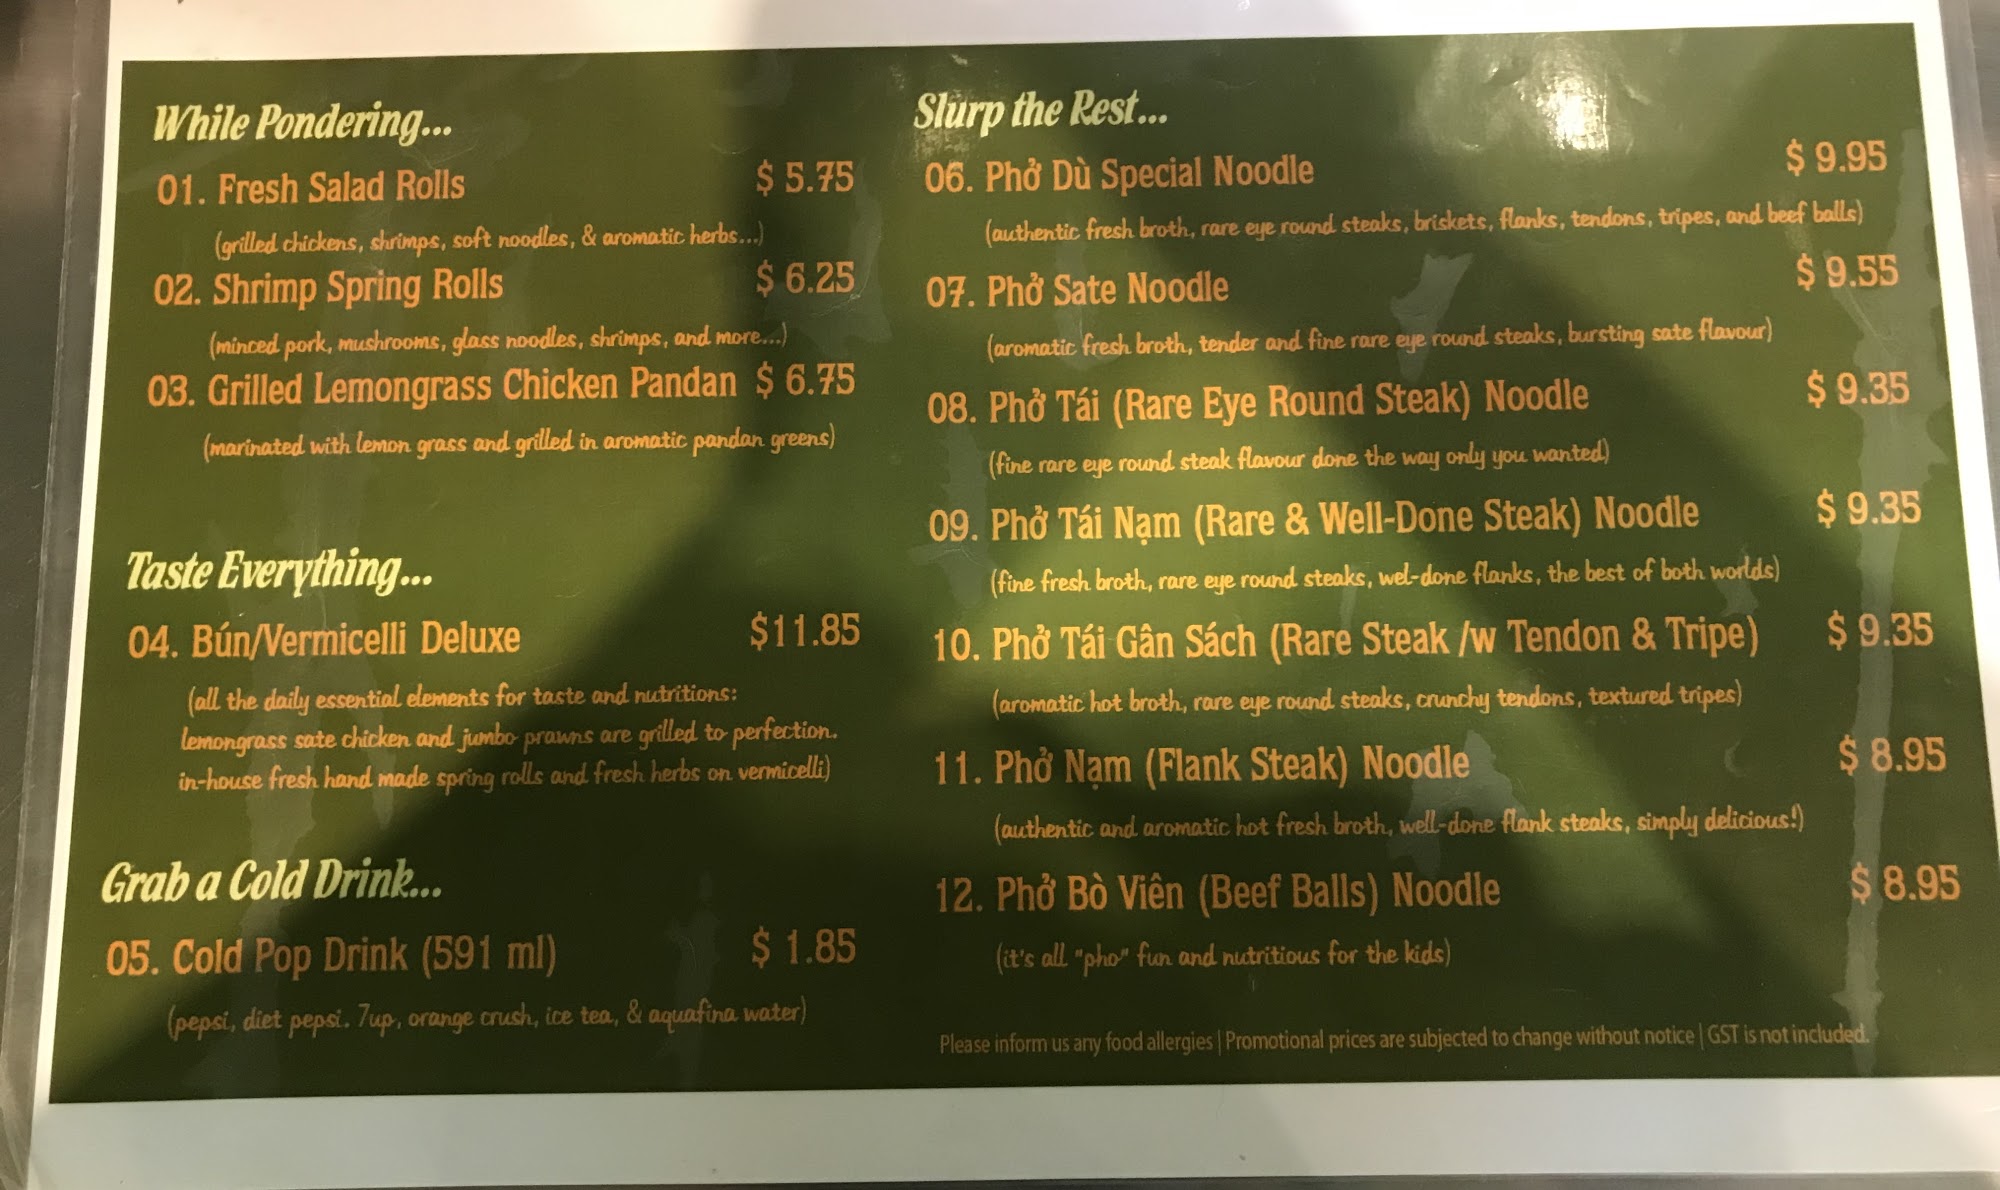 While Pondering...
01. Fresh Salad Rolls $ 5.75
(grilled chickens, shrimps, soft noodles, & aromatic herbs...)
02. Shrimp Spring Rolls $ 6.25
(minced pork, mushrooms, glass noodles, shrimps, and more...)
03. Grilled Lemongrass Chicken Pandan $ 6.75
(marinated with lemon grass and grilled in aromatic pandan greens)
Taste Everything...
04. Bún/Vermicelli Deluxe $11.85
(all the daily essential elements for taste and nutritions:
lemongrass sate chicken and jumbo prawns are grilled to perfection.
in-house fresh hand made spring rolls and fresh herbs on vermicelli)
Grab a Cold Drink...
05. Cold Pop Drink (591 ml) $ 1.85
(pepsi, diet pepsi. 7up, orange crush, ice tea, & aquafina water)
Slurp the Rest...
06. Phở Dù Special Noodle $ 9.95
(authentic fresh broth, rare eye round steaks, briskets, flanks, tendons, tripes, and beef balls)
07. Phở Sate Noodle $ 9.55
(aromatic fresh broth, tender and fine rare eye round steaks, bursting sate flavour)
08. Phở Tái (Rare Eye Round Steak) Noodle $ 9.35
(fine rare eye round steak flavour done the way only you wanted)
09. Phở Tái Nạm (Rare & Well-Done Steak) Noodle $ 9.35
(fine fresh broth, rare eye round steaks, wel-done flanks, the best of both worlds)
10. Phở Tái Gân Sách (Rare Steak /w Tendon & Tripe) $ 9.35
(aromatic hot broth, rare eye round steaks, crunchy tendons, textured tripes)
11. Phở Nạm (Flank Steak) Noodle $ 8.95
(authentic and aromatic hot fresh broth, well-done flank steaks, simply delicious!)
12. Phở Bò Viên (Beef Balls) Noodle $ 8.95
(it's all "pho" fun and nutritious for the kids)
Please inform us any food allergies | Promotional prices are subjected to change without notice | GST is not included.